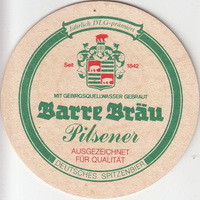 Jährlich DLG-prämiert
Seit 1842
MIT GEBIRGSQUELLWASSER GEBRAUT
Barre Bräu
Pilsener
AUSGEZEICHNET
FÜR QUALITÄT
DEUTSCHES SPITZENBIER